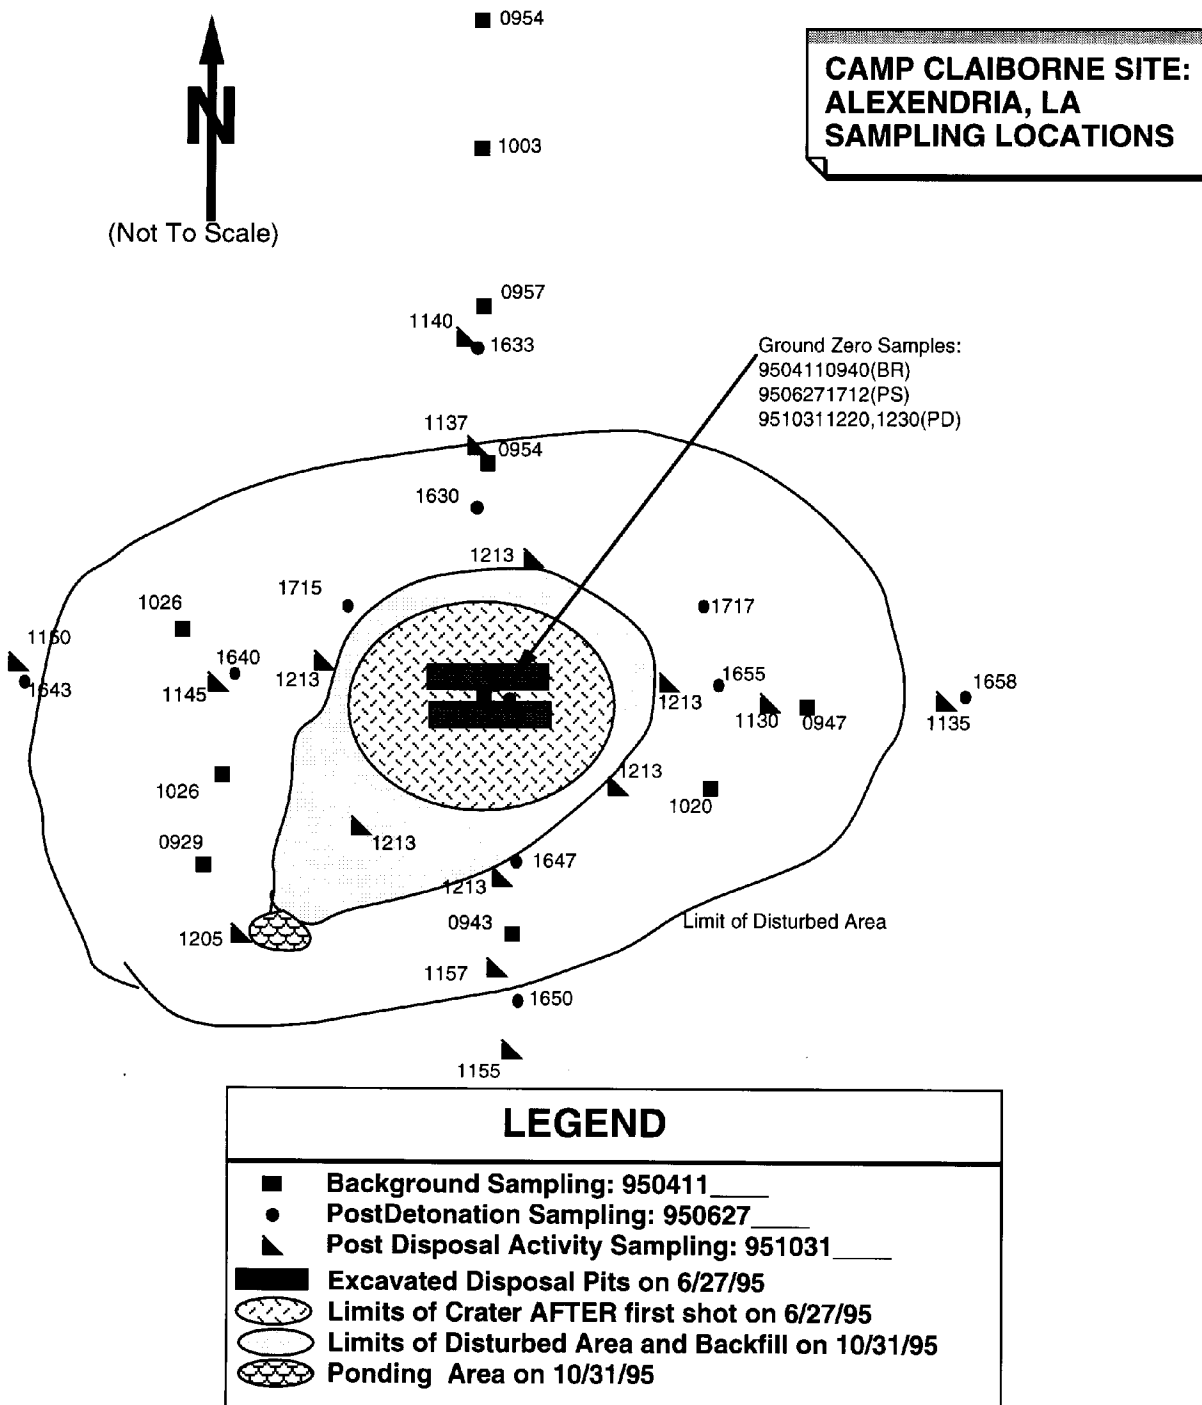 0954
CAMP CLAIBORNE SITE:
ALEXENDRIA, LA
SAMPLING LOCATIONS
N
1003
(Not To Scale)
0957
1140
1633
Ground Zero Samples:
9504110940(BR)
9506271712(PS)
9510311220,1230(PD)
1137
0954
1630
1213
1715
1026
1717
1150
1640
1213
1643
1145
1655
1213
1130
0947
1658
1135
1213
1026
1020
0929
1213
1647
1213
0943
Limit of Disturbed Area
1205
1157
1650
1155
LEGEND
Background Sampling: 950411____
PostDetonation Sampling: 950627____
Post Disposal Activity Sampling: 951031____
Excavated Disposal Pits on 6/27/95
Limits of Crater AFTER first shot on 6/27/95
Limits of Disturbed Area and Backfill on 10/31/95
Ponding Area on 10/31/95